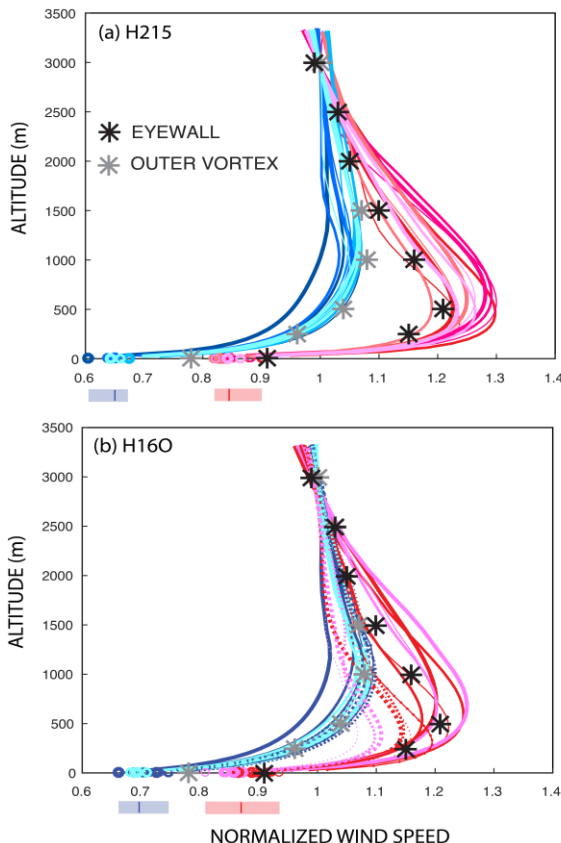 (a) H215
3500
3000
2500
2000
1500
1000
500
0
ALTITUDE (m)
EYEWALL
OUTER VORTEX
0.6 0.7 0.8 0.9 1 1.1 1.2 1.3 1.4
(b) H16O
3500
3000
2500
2000
1500
1000
500
0
ALTITUDE (m)
0.6 0.7 0.8 0.9 1 1.1 1.2 1.3 1.4
NORMALIZED WIND SPEED